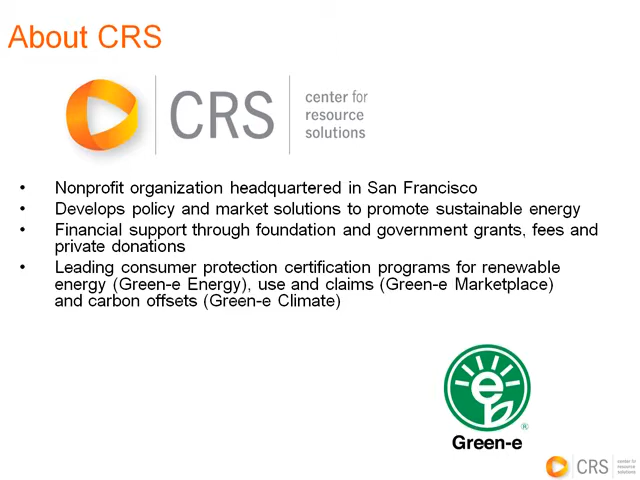 About CRS
CRS
center for
resource
solutions
• Nonprofit organization headquartered in San Francisco
• Develops policy and market solutions to promote sustainable energy
• Financial support through foundation and government grants, fees and
private donations
• Leading consumer protection certification programs for renewable
energy (Green-e Energy), use and claims (Green-e Marketplace)
and carbon offsets (Green-e Climate)
e
®
Green-e
CRS
center for
resource
solutions